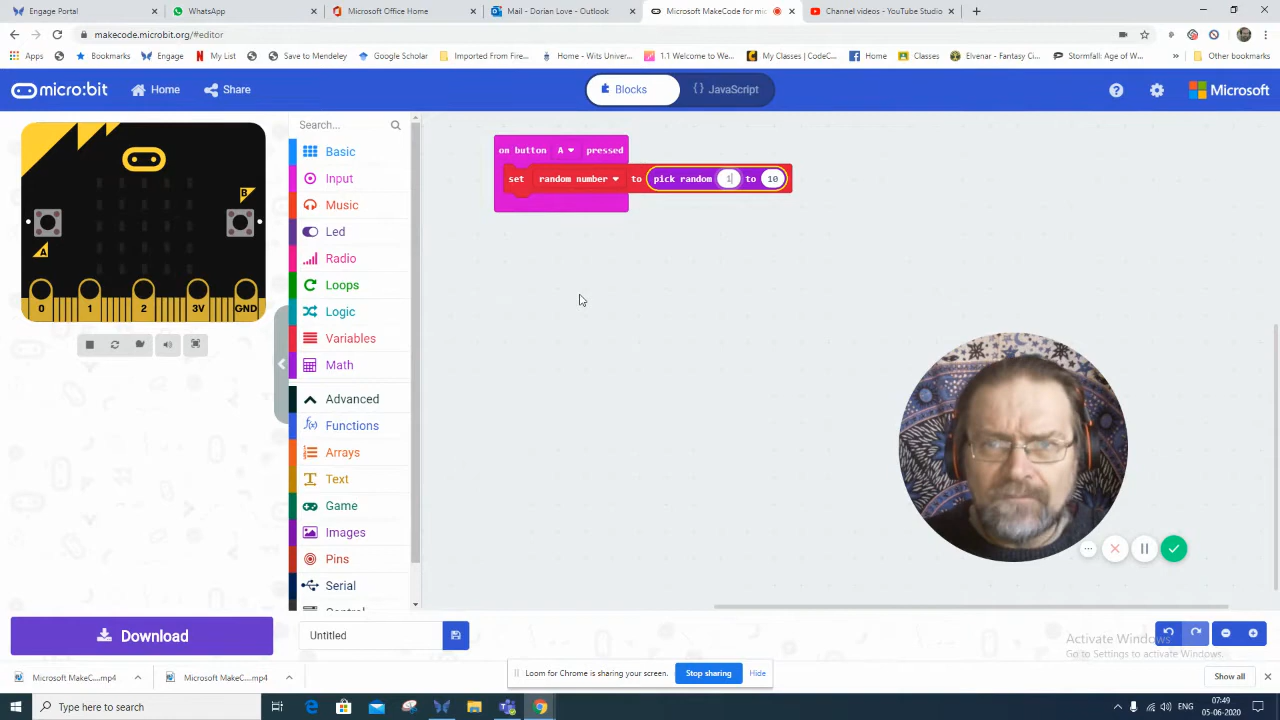 Engage Portal
WhatsApp
Microsoft Office Home
Mail - Dorian Love - Outlook
Microsoft MakeCode for mic
Channel videos - YouTube Studio
makecode.microbit.org/#editor
Apps
Bookmarks
Engage
My List
Save to Mendeley
Google Scholar
Imported From Firef...
Home - Wits Univer...
1.1 Welcome to We...
My Classes | CodeC...
Home
Classes
Elvenar - Fantasy Ci...
Stormfall: Age of W...
»
Other bookmarks
micro:bit
Home
Share
Blocks
{ } JavaScript
?
Microsoft
Search...
Basic
Input
Music
Led
Radio
Loops
Logic
Variables
Math
Advanced
Functions
Arrays
Text
Game
Images
Pins
Serial
Control
on button A pressed
set random number to pick random 1 to 10
B
A
0 1 2 3V GND
Download
Untitled
Activate Windows
Go to Settings to activate Windows.
Loom for Chrome is sharing your screen.
Stop sharing
Hide
Microsoft MakeC....mp4
Microsoft MakeC....mp4
Show all
Type here to search
ENG
07:49
05-06-2020